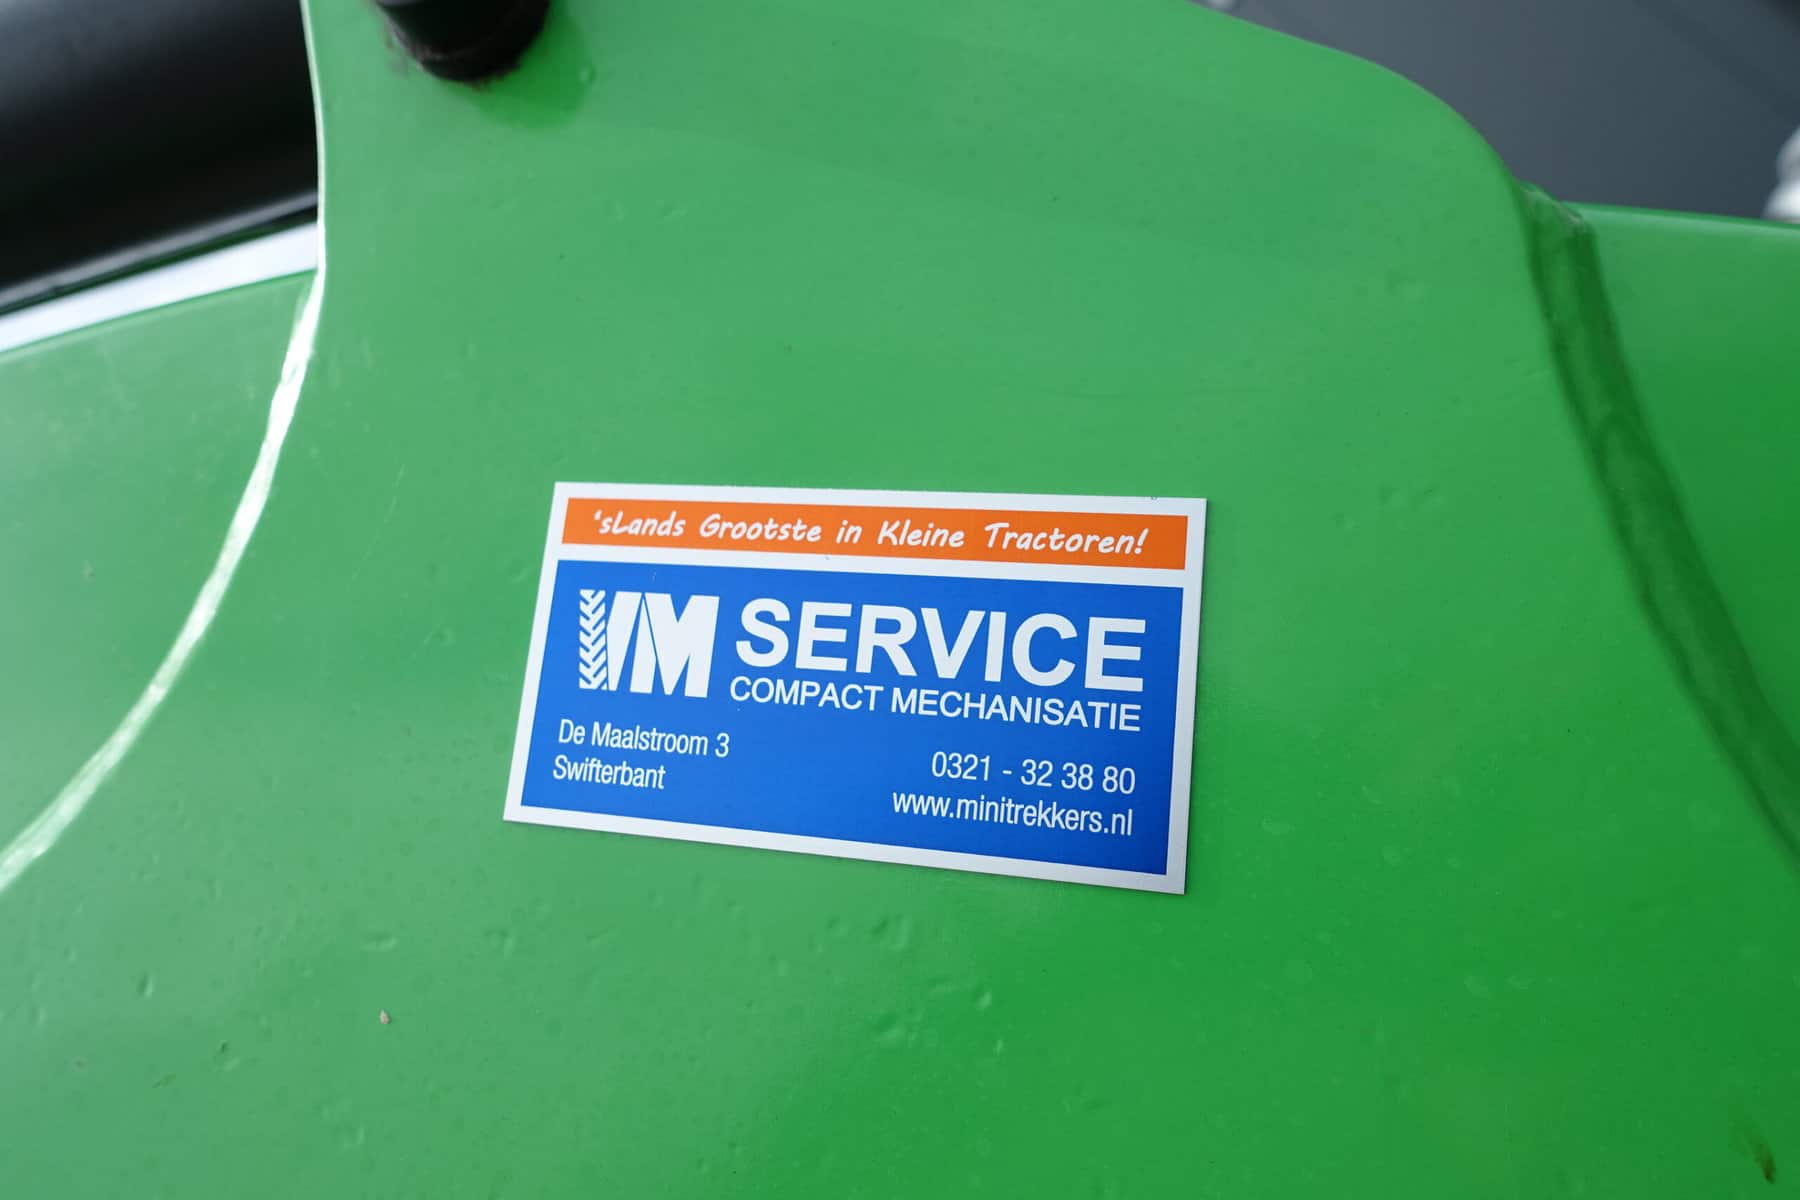 'sLands Grootste in Kleine Tractoren!
VM SERVICE
COMPACT MECHANISATIE
De Maalstroom 3
Swifterbant
0321 - 32 38 80
www.minitrekkers.nl